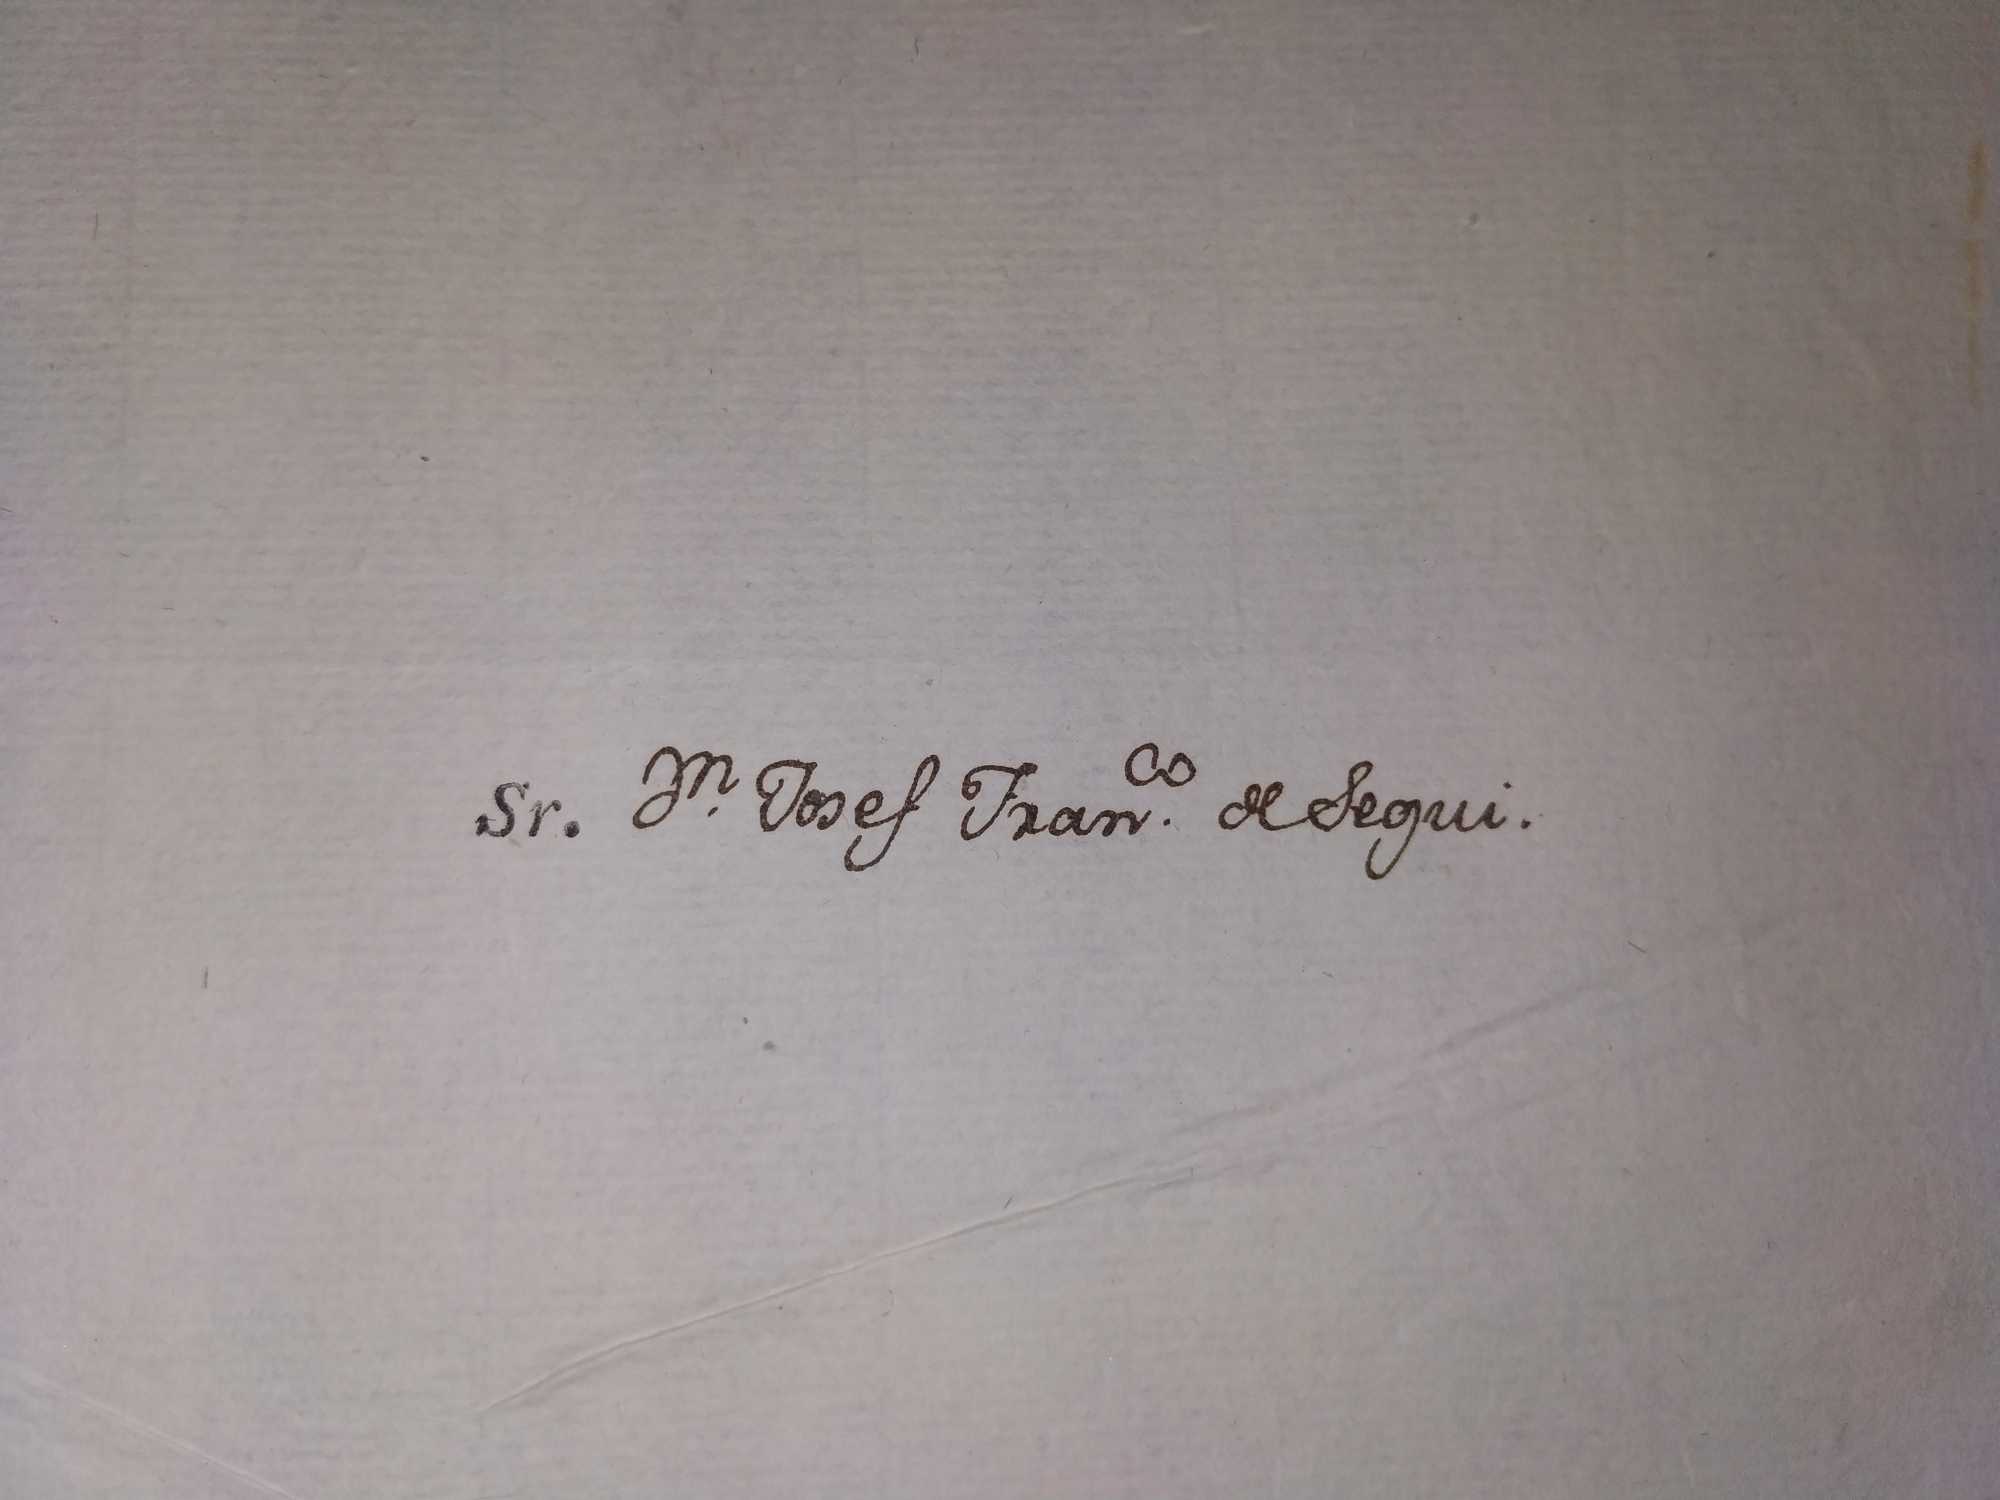 Sr. Dn. Josef Franco. de Segui.